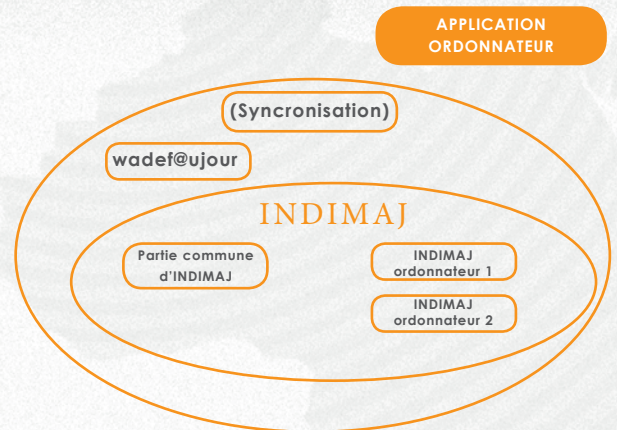 APPLICATION
ORDONNATEUR
(Syncronisation)
wadef@ujour
INDIMAJ
Partie commune
d'INDIMAJ
INDIMAJ
ordonnateur 1
INDIMAJ
ordonnateur 2